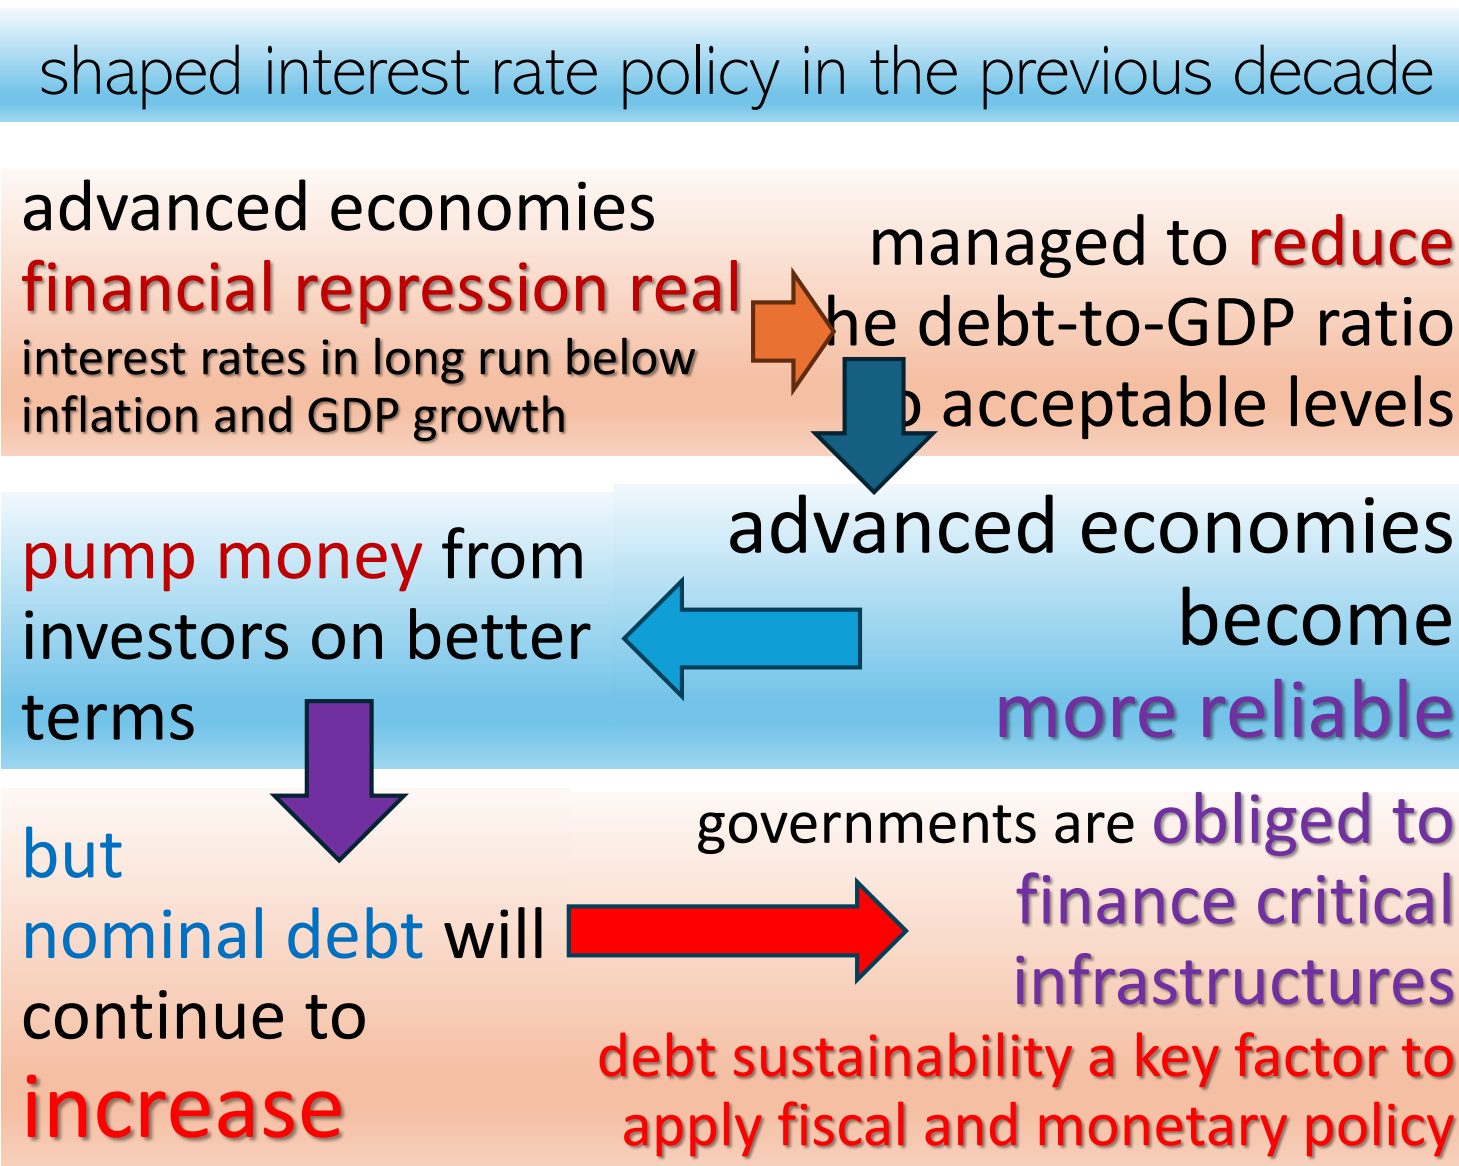 shaped interest rate policy in the previous decade
advanced economies
financial repression real
interest rates in long run below
inflation and GDP growth
managed to reduce
he debt-to-GDP ratio
acceptable levels
advanced economies
become
more reliable
pump money from
investors on better
terms
but
nominal debt will
continue to
increase
governments are obliged to
finance critical
infrastructures
debt sustainability a key factor to
apply fiscal and monetary policy